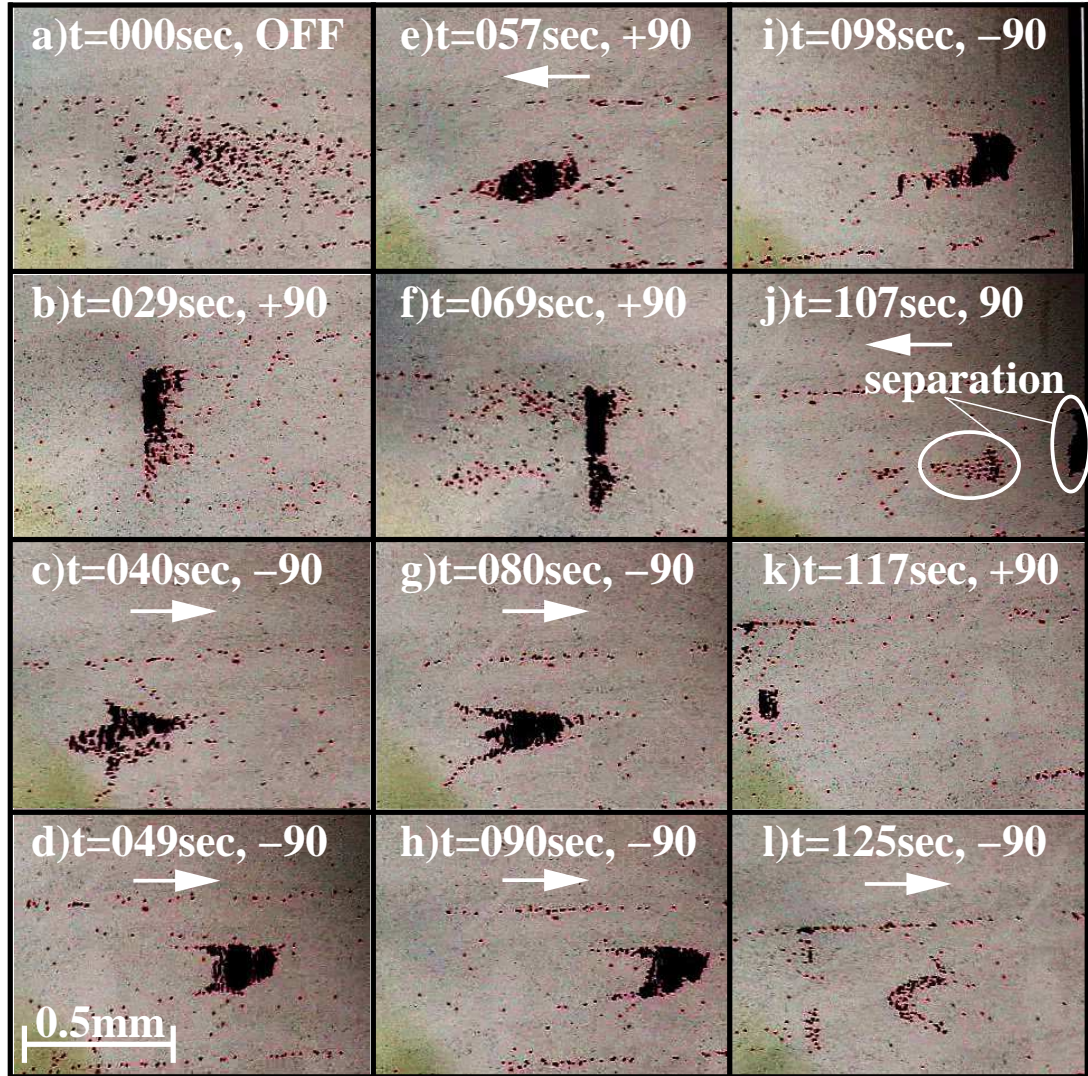 a)t=000sec, OFF
e)t=057sec, +90
i)t=098sec, −90
b)t=029sec, +90
f)t=069sec, +90
j)t=107sec, 90
separation
c)t=040sec, −90
g)t=080sec, −90
k)t=117sec, +90
d)t=049sec, −90
h)t=090sec, −90
l)t=125sec, −90
0.5mm